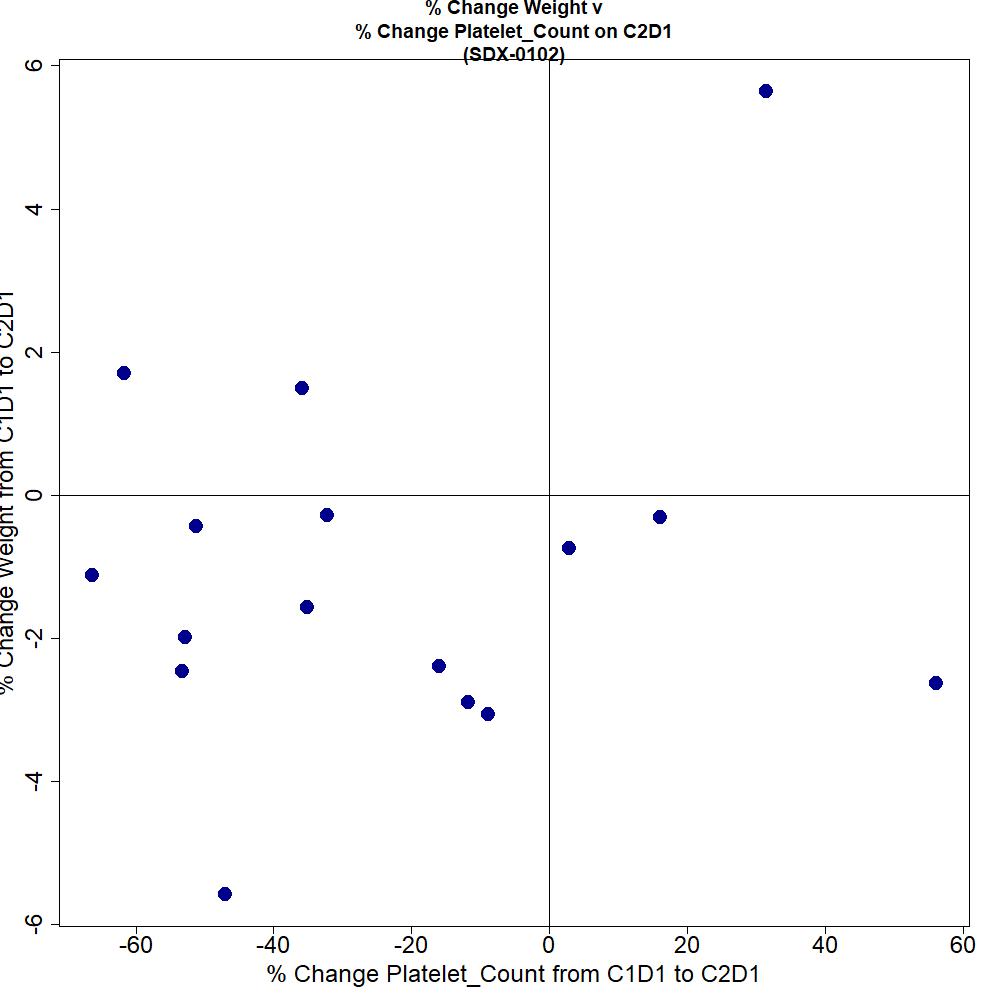 % Change Weight v
% Change Platelet_Count on C2D1
(SDX-0102)
6
4
2
0
-2
-4
-6
% Change Weight from C1D1 to C2D1
-60
-40
-20
0
20
40
60
% Change Platelet_Count from C1D1 to C2D1